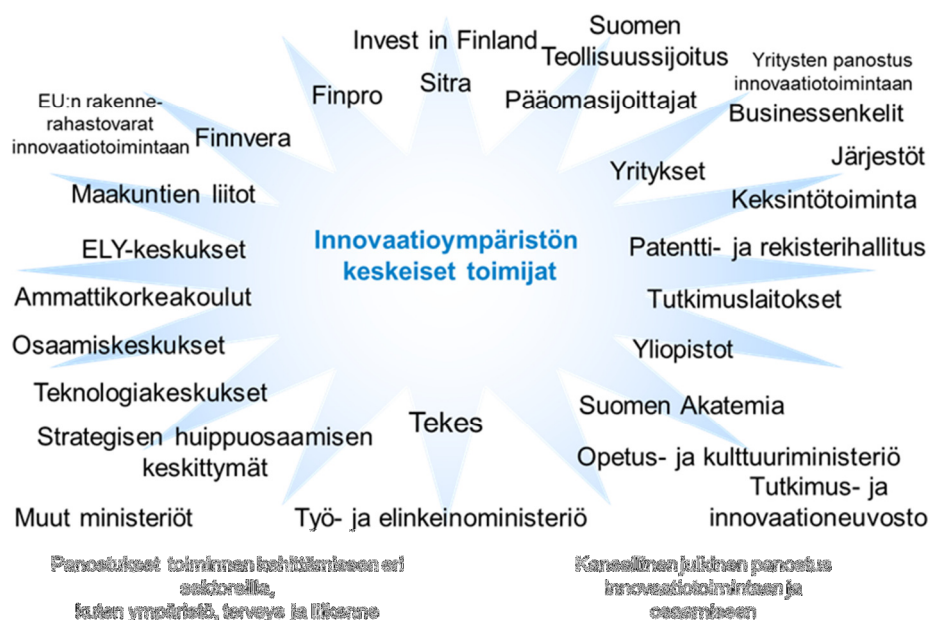 Invest in Finland
Suomen
Teollisuussijoitus
Yritysten panostus
innovaatiotoimintaan
Sitra
Finpro
Pääomasijoittajat
Businessenkelit
EU:n rakenne-
rahastovarat
innovaatiotoimintaan
Finnvera
Järjestöt
Yritykset
Maakuntien liitot
Keksintötoiminta
Innovaatioympäristön
keskeiset toimijat
ELY-keskukset
Patentti- ja rekisterihallitus
Ammattikorkeakoulut
Tutkimuslaitokset
Osaamiskeskukset
Yliopistot
Teknologiakeskukset
Suomen Akatemia
Tekes
Strategisen huippuosaamisen
keskittymät
Opetus- ja kulttuuriministeriö
Tutkimus- ja
innovaationeuvosto
Muut ministeriöt
Työ- ja elinkeinoministeriö
Panostukset toiminnan kehittämiseen eri
sektoreilla,
kuten ympäristö, terveys ja liikenne
Kansallinen julkinen panostus
innovaatiotoimintaan ja
osaamiseen